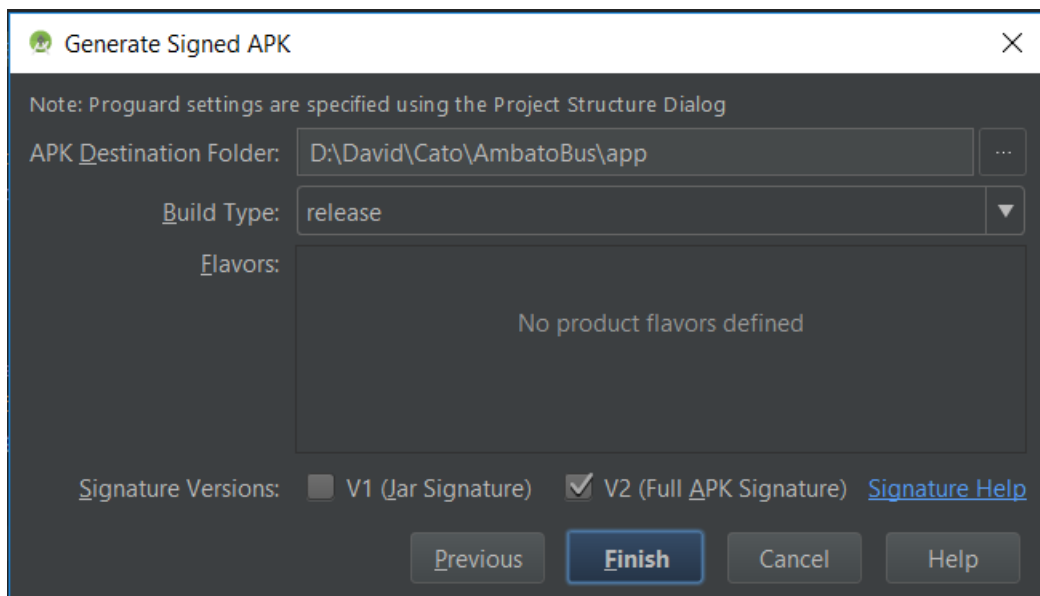 Generate Signed APK
Note: Proguard settings are specified using the Project Structure Dialog
APK Destination Folder: D:\David\Cato\AmbatoBus\app ...
Build Type: release
Flavors:
No product flavors defined
Signature Versions: V1 (Jar Signature) V2 (Full APK Signature) Signature Help
Previous Finish Cancel Help